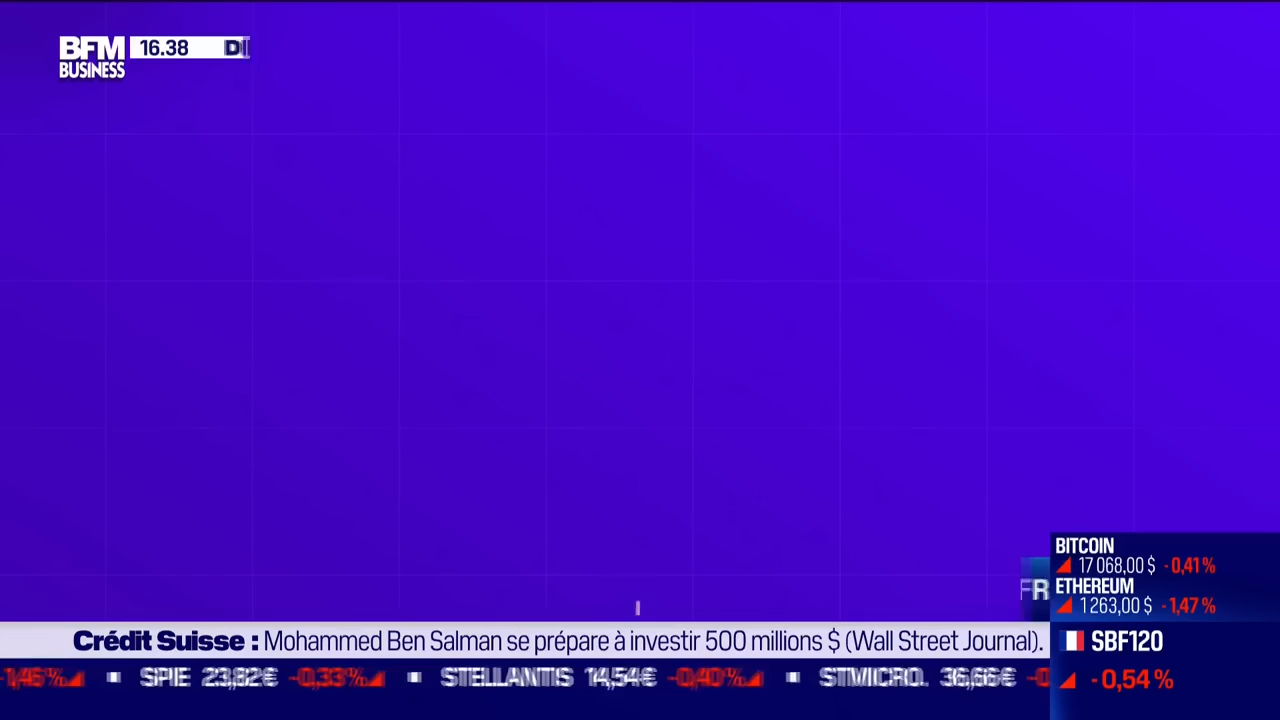 BFM
BUSINESS
16.38
BITCOIN
17 068,00 $ -0,41%
ETHEREUM
1 263,00 $ -1,47 %
Crédit Suisse : Mohammed Ben Salman se prépare à investir 500 millions $ (Wall Street Journal).
SBF120
-1,46% SPIE 23,82€ -0,33% STELLANTIS 14,54€ -0,40% STMICRO. 36,66€
-0,54 %